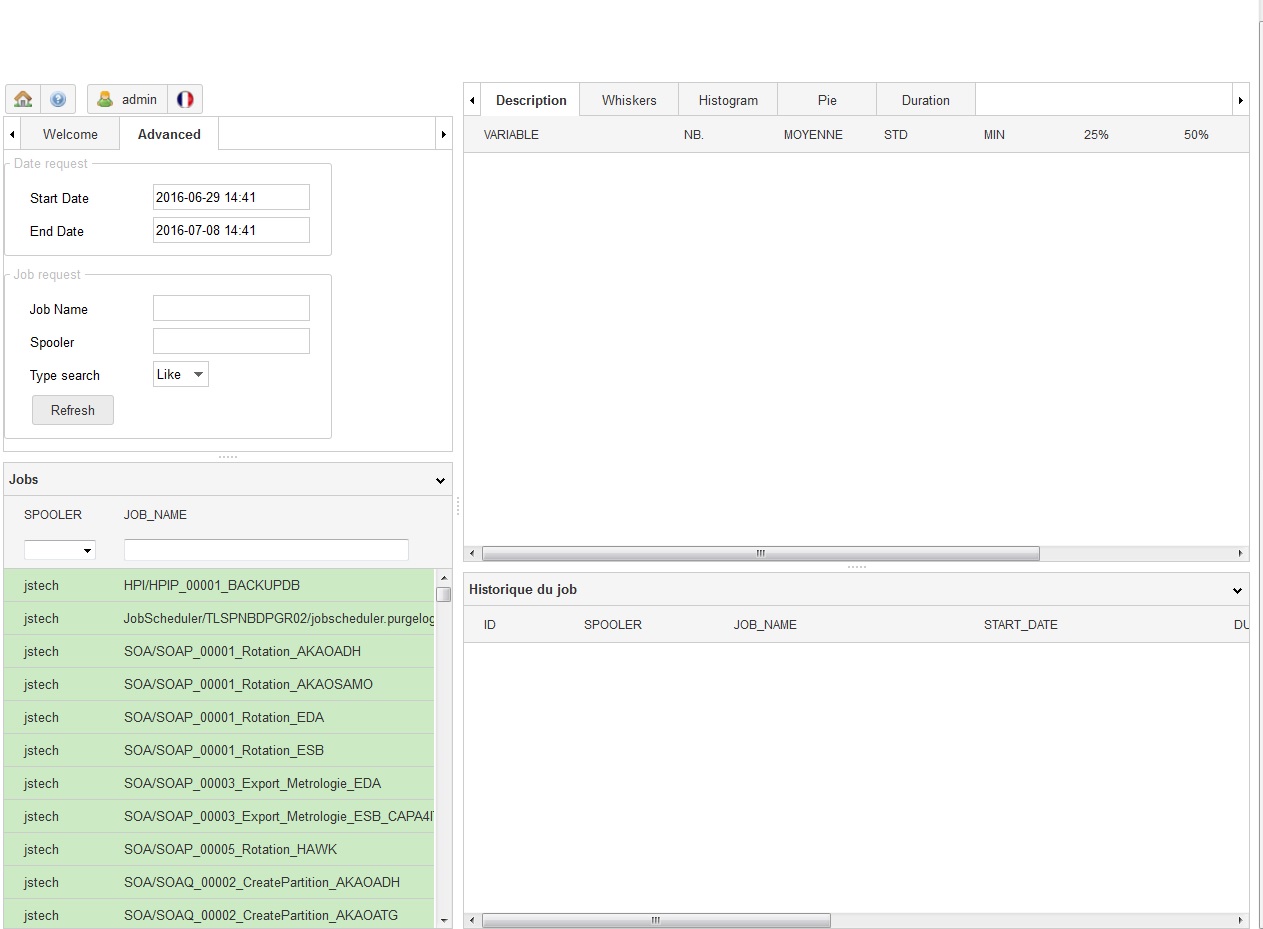 admin
Welcome Advanced
Date request
Start Date 2016-06-29 14:41
End Date 2016-07-08 14:41
Job request
Job Name
Spooler
Type search Like
Refresh
Jobs
SPOOLER JOB_NAME
jstech HPI/HPIP_00001_BACKUPDB
jstech JobScheduler/TLSPNBDPGR02/jobscheduler.purgelog
jstech SOA/SOAP_00001_Rotation_AKAOADH
jstech SOA/SOAP_00001_Rotation_AKAOSAMO
jstech SOA/SOAP_00001_Rotation_EDA
jstech SOA/SOAP_00001_Rotation_ESB
jstech SOA/SOAP_00003_Export_Metrologie_EDA
jstech SOA/SOAP_00003_Export_Metrologie_ESB_CAPA4I
jstech SOA/SOAP_00005_Rotation_HAWK
jstech SOA/SOAQ_00002_CreatePartition_AKAOADH
jstech SOA/SOAQ_00002_CreatePartition_AKAOATG
Description Whiskers Histogram Pie Duration
VARIABLE NB. MOYENNE STD MIN 25% 50%
Historique du job
ID SPOOLER JOB_NAME START_DATE DU